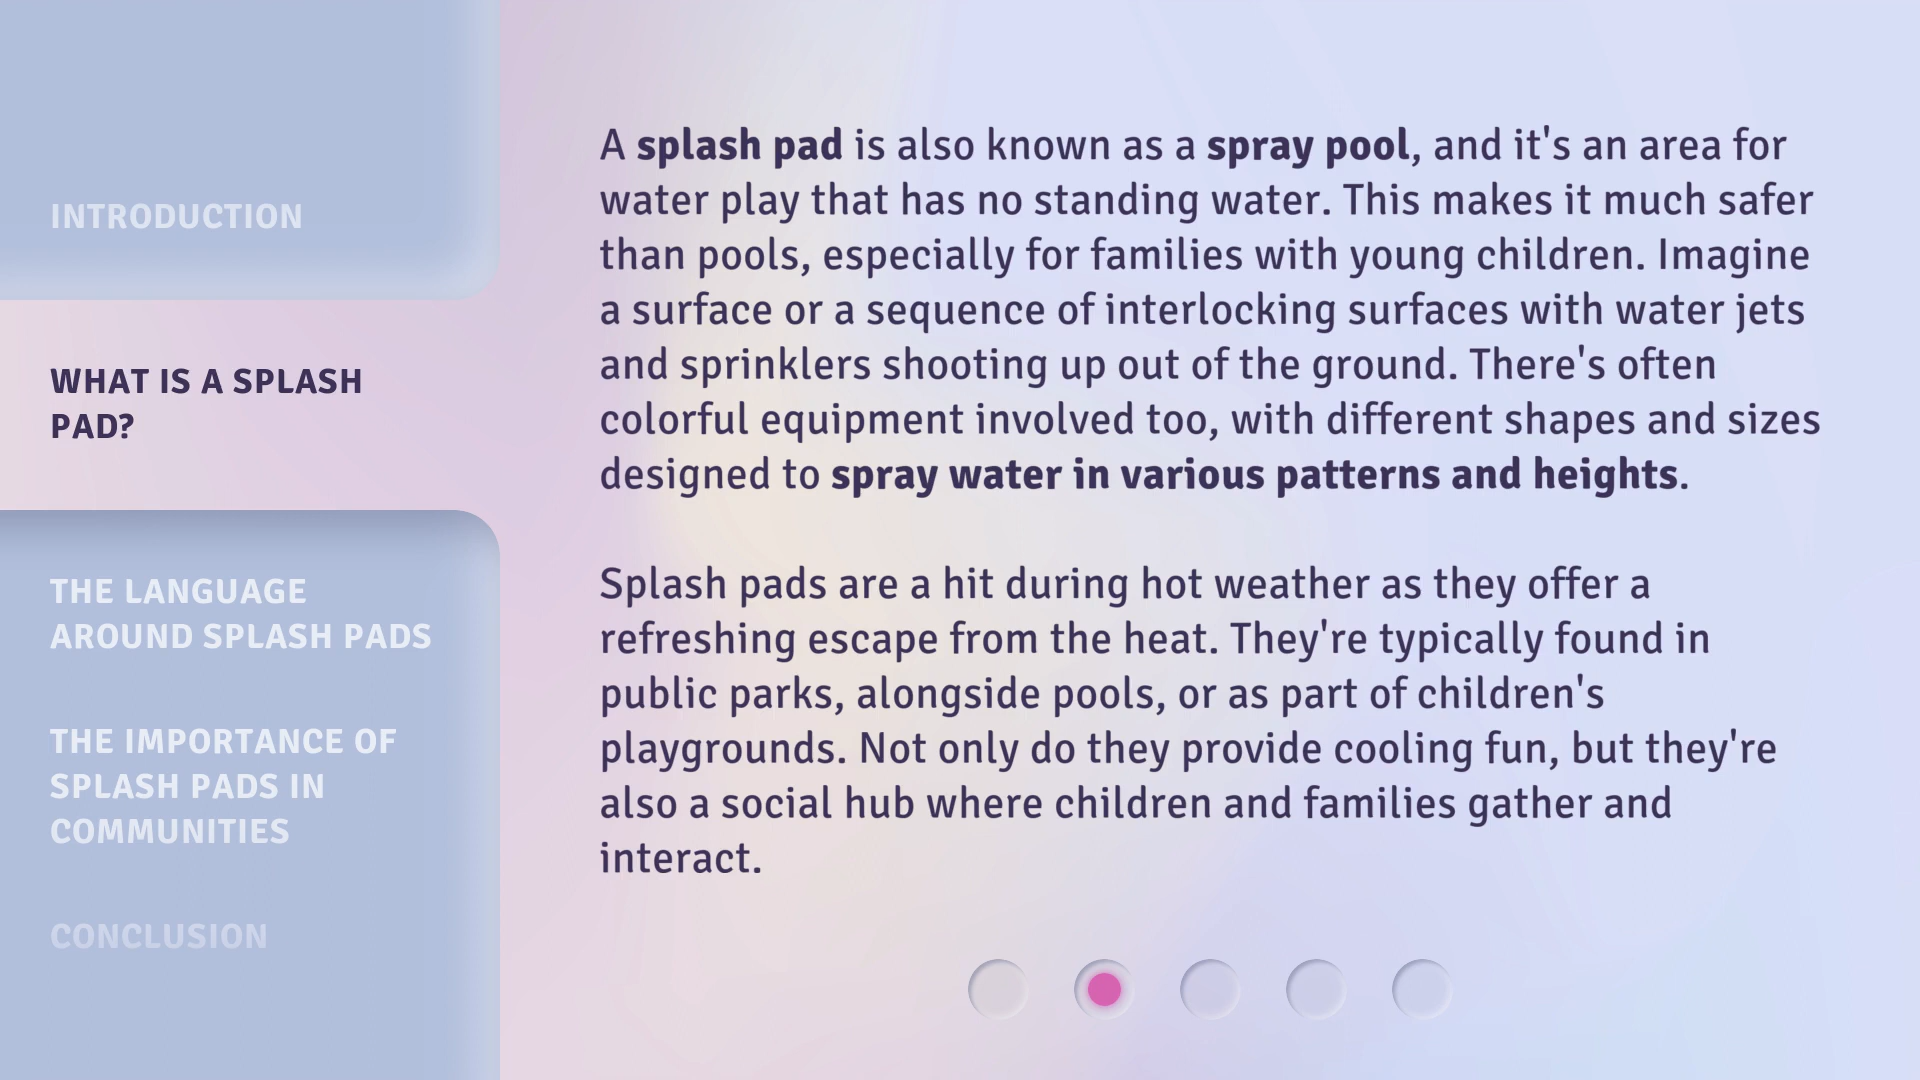 INTRODUCTION
WHAT IS A SPLASH
PAD?
THE LANGUAGE
AROUND SPLASH PADS
THE IMPORTANCE OF
SPLASH PADS IN
COMMUNITIES
CONCLUSION
A splash pad is also known as a spray pool, and it's an area for
water play that has no standing water. This makes it much safer
than pools, especially for families with young children. Imagine
a surface or a sequence of interlocking surfaces with water jets
and sprinklers shooting up out of the ground. There's often
colorful equipment involved too, with different shapes and sizes
designed to spray water in various patterns and heights.
Splash pads are a hit during hot weather as they offer a
refreshing escape from the heat. They're typically found in
public parks, alongside pools, or as part of children's
playgrounds. Not only do they provide cooling fun, but they're
also a social hub where children and families gather and
interact.